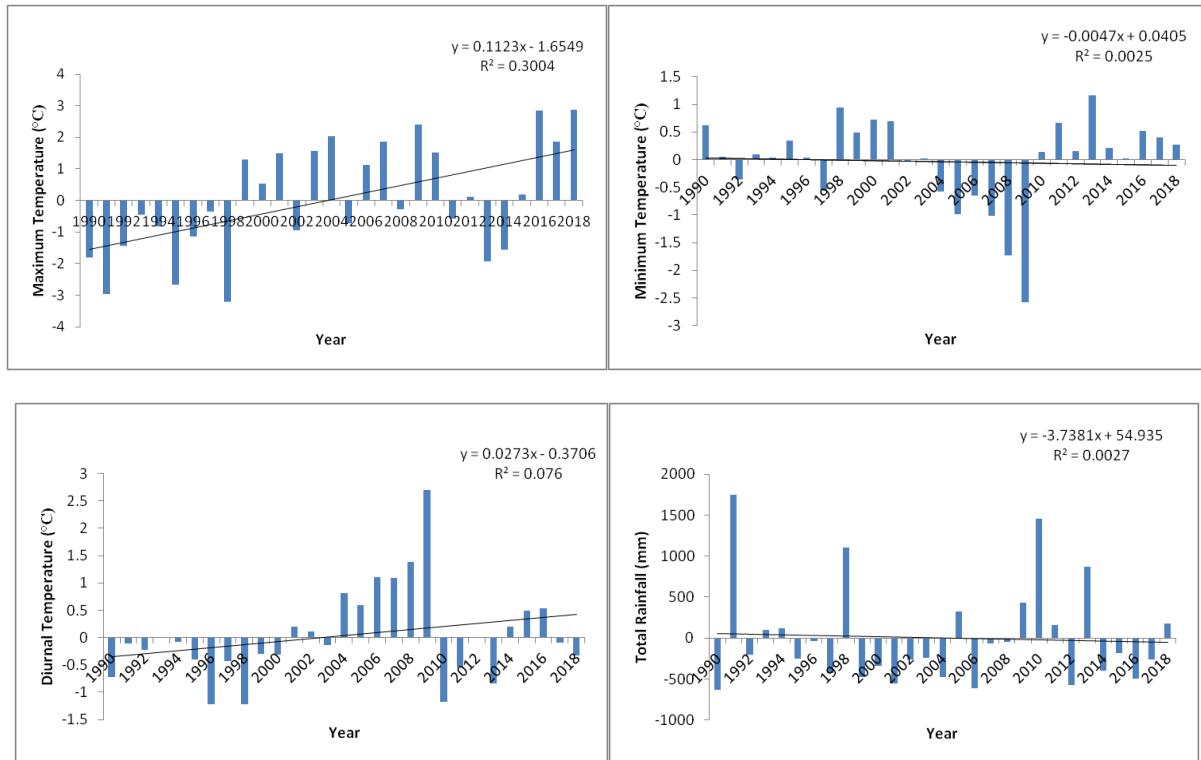 y = 0.1123x - 1.6549
R² = 0.3004
4
3
2
1
0
-1
-2
-3
-4
Maximum Temperature (°C)
1990 1992 1994 1996 1998 2000 2002 2004 2006 2008 2010 2012 2014 2016 2018
Year
y = -0.0047x + 0.0405
R² = 0.0025
1.5
1
0.5
0
-0.5
-1
-1.5
-2
-2.5
-3
Minimum Temperature (°C)
1990 1992 1994 1996 1998 2000 2002 2004 2006 2008 2010 2012 2014 2016 2018
Year
y = 0.0273x - 0.3706
R² = 0.076
3
2.5
2
1.5
1
0.5
0
-0.5
-1
-1.5
Diurnal Temperature (°C)
1990 1992 1994 1996 1998 2000 2002 2004 2006 2008 2010 2012 2014 2016 2018
Year
y = -3.7381x + 54.935
R² = 0.0027
2000
1500
1000
500
0
-500
-1000
Total Rainfall (mm)
1990 1992 1994 1996 1998 2000 2002 2004 2006 2008 2010 2012 2014 2016 2018
Year